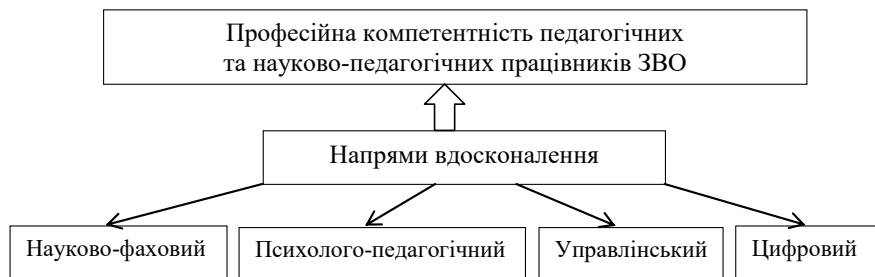 Професійна компетентність педагогічних
та науково-педагогічних працівників ЗВО
Напрями вдосконалення
Науково-фаховий
Психолого-педагогічний
Управлінський
Цифровий